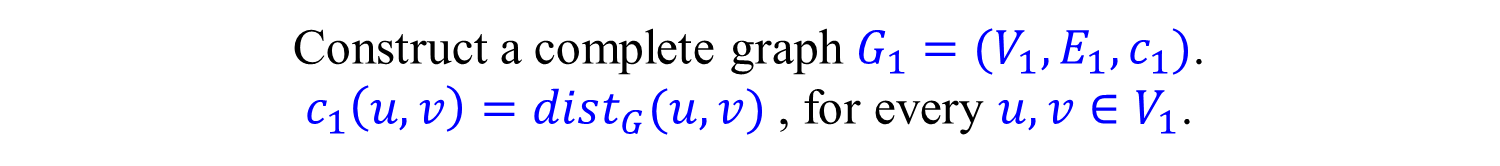 Construct a complete graph G₁ = (V₁, E₁, c₁).
c₁(u, v) = dist_G(u, v) , for every u, v ∈ V₁.